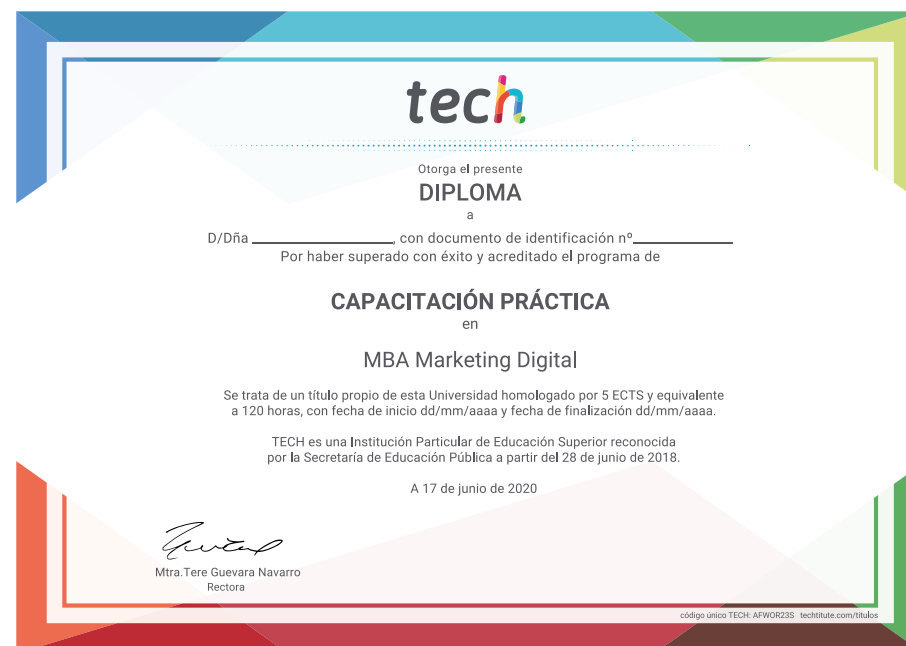 tech
Otorga el presente
DIPLOMA
a
D/Dña ____________, con documento de identificación nº____________
Por haber superado con éxito y acreditado el programa de
CAPACITACIÓN PRÁCTICA
en
MBA Marketing Digital
Se trata de un título propio de esta Universidad homologado por 5 ECTS y equivalente
a 120 horas, con fecha de inicio dd/mm/aaaa y fecha de finalización dd/mm/aaaa.
TECH es una Institución Particular de Educación Superior reconocida
por la Secretaría de Educación Pública a partir del 28 de junio de 2018.
A 17 de junio de 2020
Mtra.Tere Guevara Navarro
Rectora
código único TECH: AFWOR23S techtitute.com/titulos